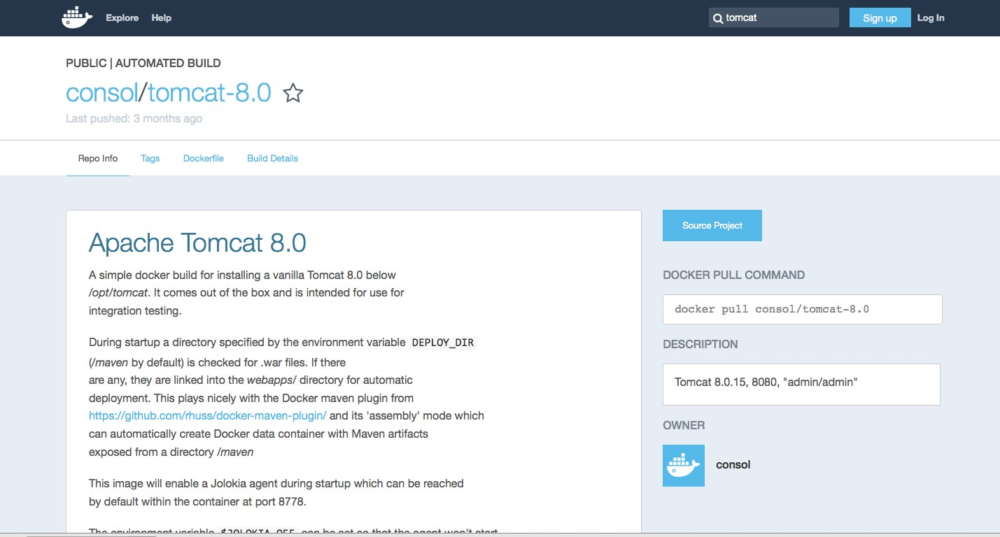 Explore Help tomcat Sign up Log In
PUBLIC | AUTOMATED BUILD
consol/tomcat-8.0
Last pushed: 3 months ago
Repo Info Tags Dockerfile Build Details
Apache Tomcat 8.0
A simple docker build for installing a vanilla Tomcat 8.0 below
/opt/tomcat. It comes out of the box and is intended for use for
integration testing.
During startup a directory specified by the environment variable DEPLOY_DIR
(/maven by default) is checked for .war files. If there
are any, they are linked into the webapps/ directory for automatic
deployment. This plays nicely with the Docker maven plugin from
https://github.com/rhuss/docker-maven-plugin/ and its 'assembly' mode which
can automatically create Docker data container with Maven artifacts
exposed from a directory /maven
This image will enable a Jolokia agent during startup which can be reached
by default within the container at port 8778.
The environment variable $JOLOKIA_OFF can be set so that the agent won't start
Source Project
DOCKER PULL COMMAND
docker pull consol/tomcat-8.0
DESCRIPTION
Tomcat 8.0.15, 8080, "admin/admin"
OWNER
consol